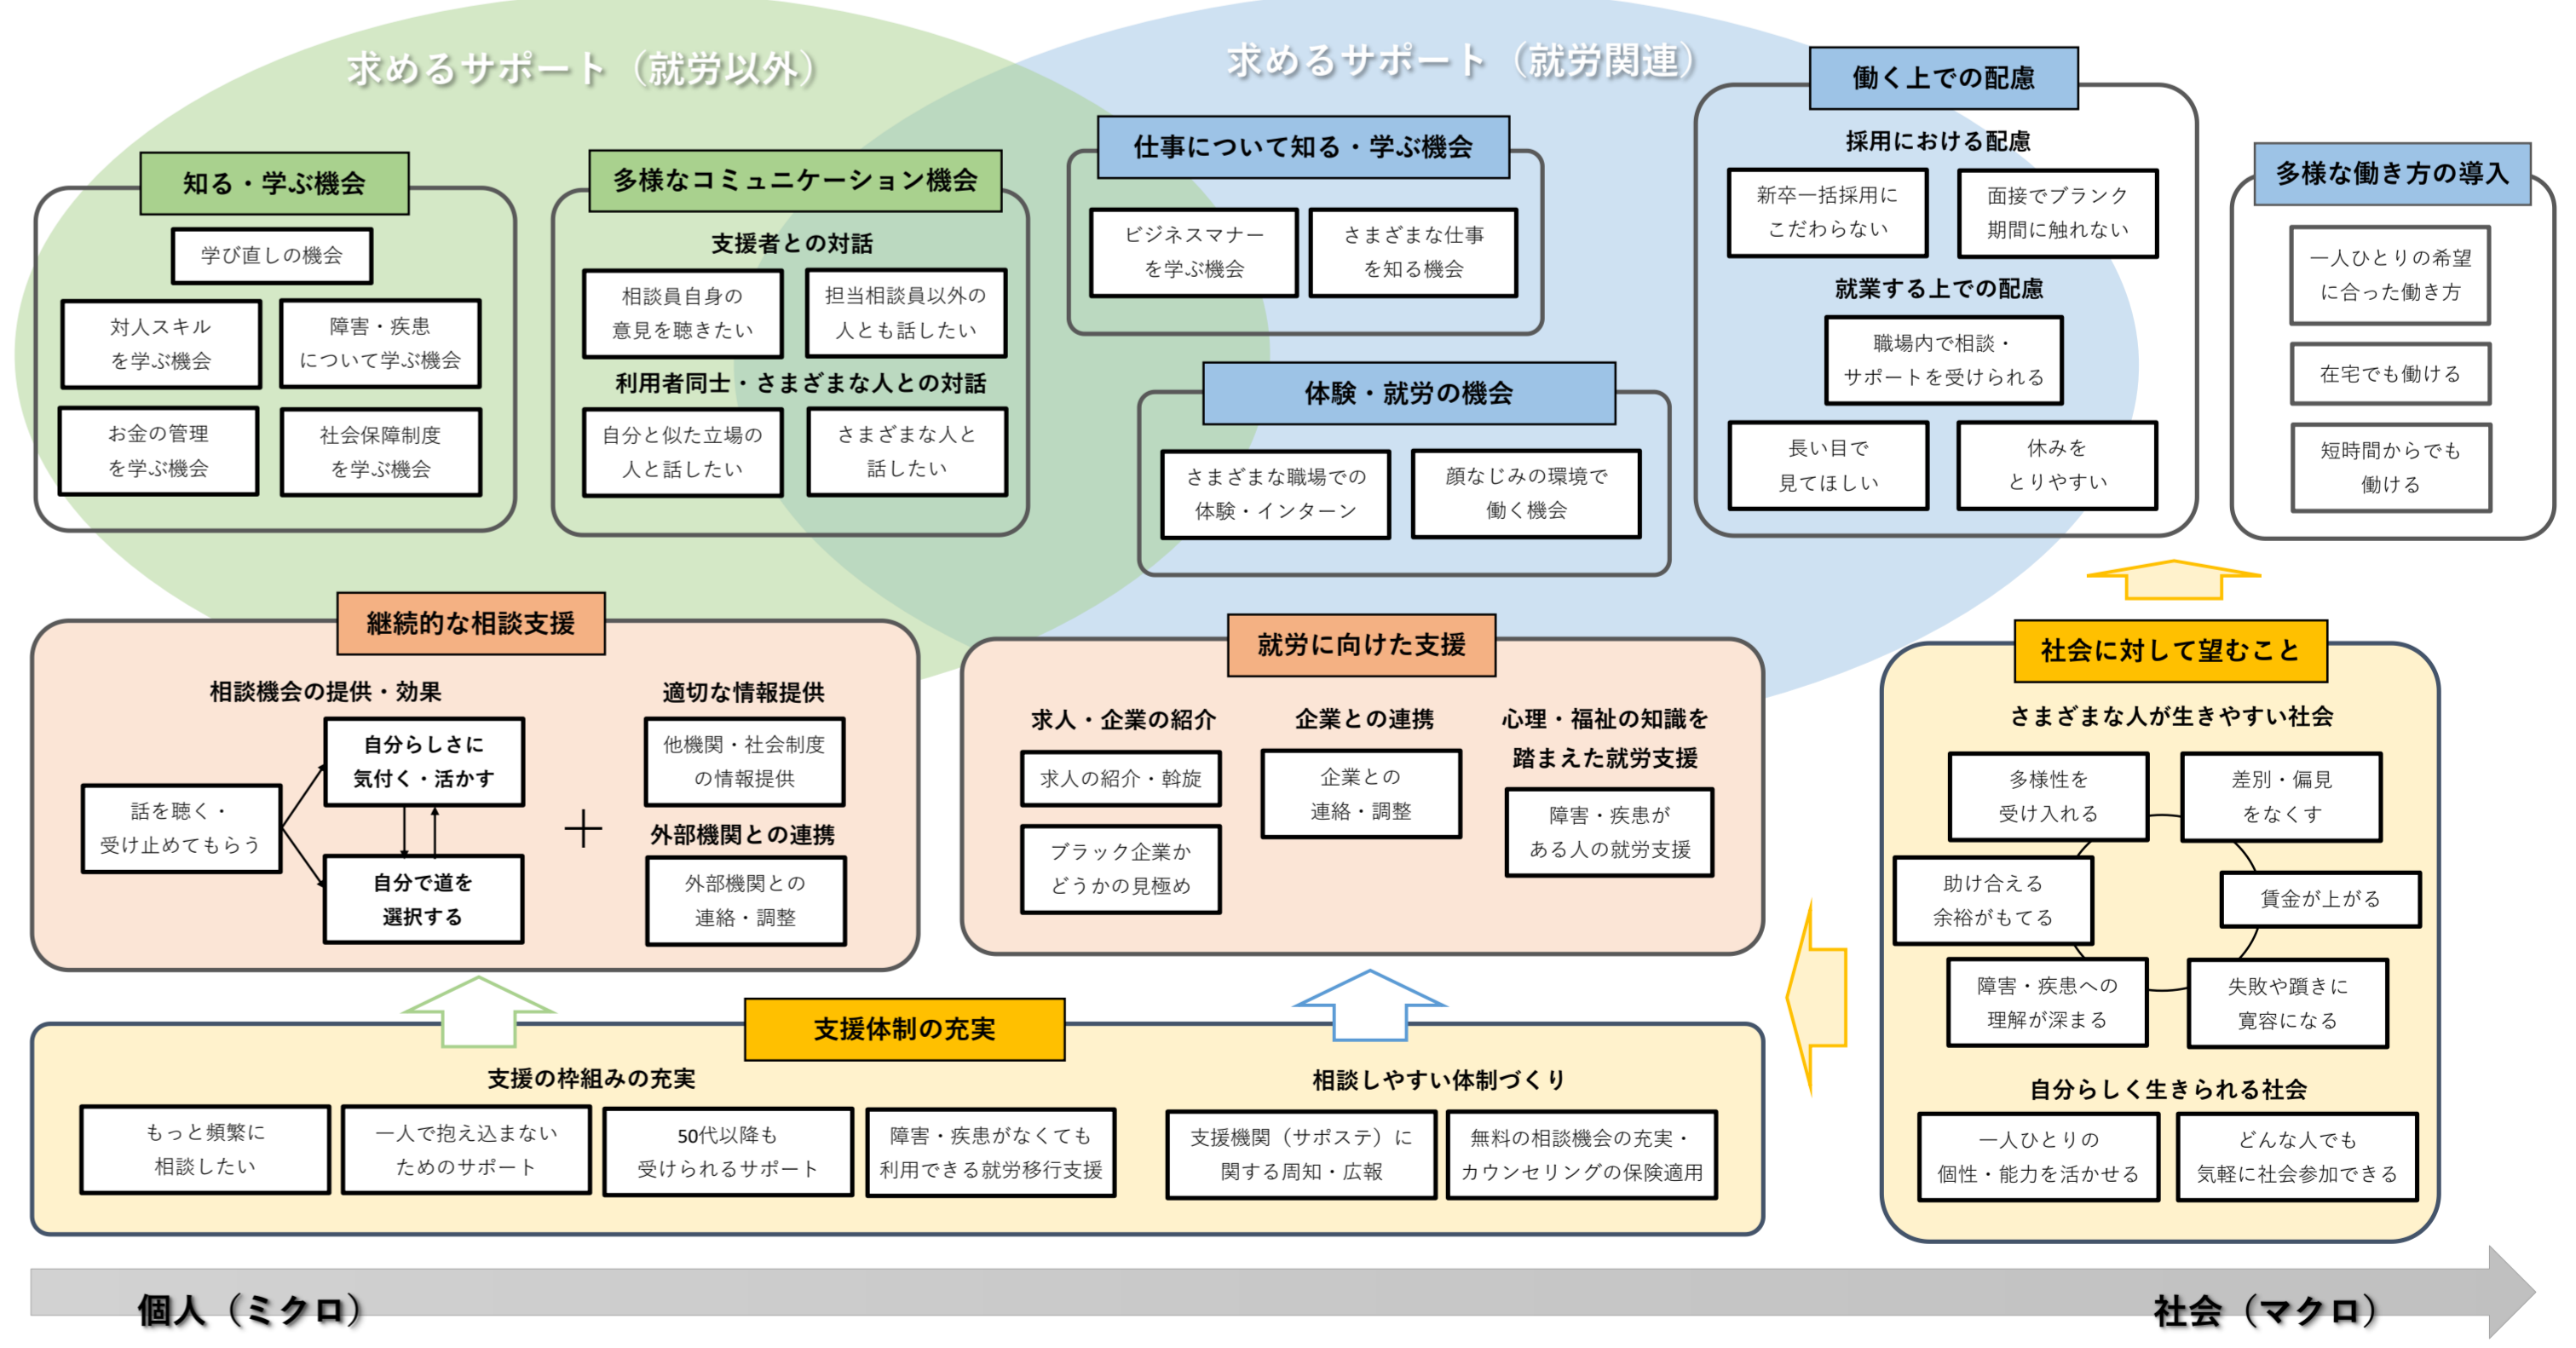 求めるサポート（就労以外）
求めるサポート（就労関連）
知る・学ぶ機会
学び直しの機会
対人スキル
を学ぶ機会
障害・疾患
について学ぶ機会
お金の管理
を学ぶ機会
社会保障制度
を学ぶ機会
多様なコミュニケーション機会
支援者との対話
相談員自身の
意見を聴きたい
担当相談員以外の
人とも話したい
利用者同士・さまざまな人との対話
自分と似た立場の
人と話したい
さまざまな人と
話したい
仕事について知る・学ぶ機会
ビジネスマナー
を学ぶ機会
さまざまな仕事
を知る機会
体験・就労の機会
さまざまな職場での
体験・インターン
顔なじみの環境で
働く機会
働く上での配慮
採用における配慮
新卒一括採用に
こだわらない
面接でブランク
期間に触れない
就業する上での配慮
職場内で相談・
サポートを受けられる
長い目で
見てほしい
休みを
とりやすい
多様な働き方の導入
一人ひとりの希望
に合った働き方
在宅でも働ける
短時間からでも
働ける
継続的な相談支援
相談機会の提供・効果
話を聴く・
受け止めてもらう
自分らしさに
気付く・活かす
自分で道を
選択する
＋
適切な情報提供
他機関・社会制度
の情報提供
外部機関との連携
外部機関との
連絡・調整
就労に向けた支援
求人・企業の紹介
求人の紹介・斡旋
ブラック企業か
どうかの見極め
企業との連携
企業との
連絡・調整
心理・福祉の知識を
踏まえた就労支援
障害・疾患が
ある人の就労支援
社会に対して望むこと
さまざまな人が生きやすい社会
多様性を
受け入れる
差別・偏見
をなくす
助け合える
余裕がもてる
賃金が上がる
障害・疾患への
理解が深まる
失敗や躓きに
寛容になる
自分らしく生きられる社会
一人ひとりの
個性・能力を活かせる
どんな人でも
気軽に社会参加できる
支援体制の充実
支援の枠組みの充実
もっと頻繁に
相談したい
一人で抱え込まない
ためのサポート
50代以降も
受けられるサポート
障害・疾患がなくても
利用できる就労移行支援
相談しやすい体制づくり
支援機関（サポステ）に
関する周知・広報
無料の相談機会の充実・
カウンセリングの保険適用
個人（ミクロ）
社会（マクロ）